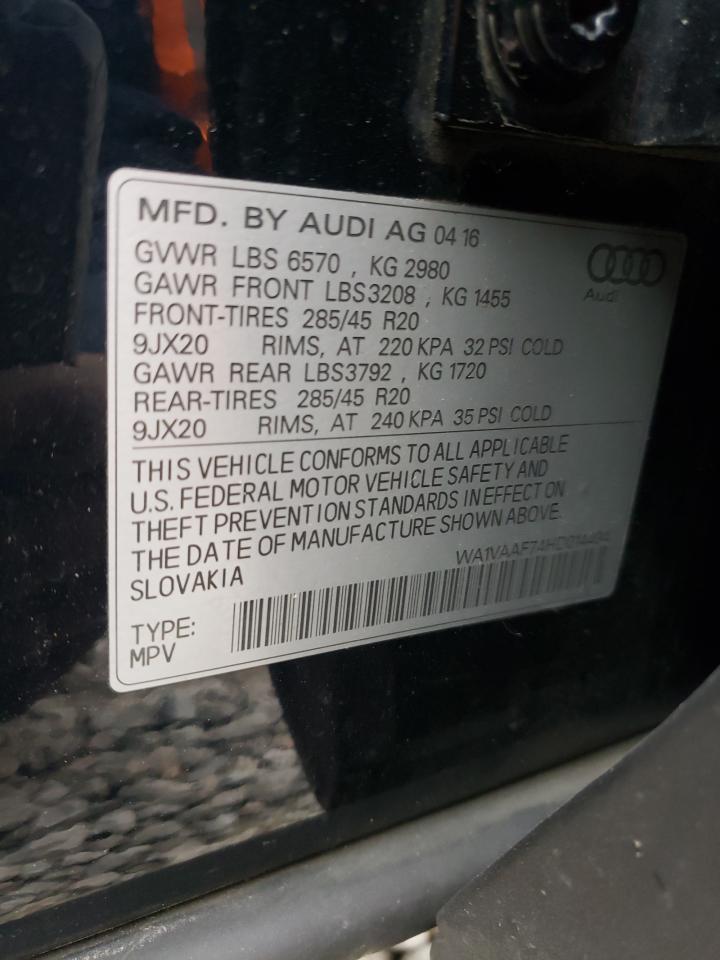 MFD. BY AUDI AG 04 16
GVWR LBS 6570 , KG 2980
GAWR FRONT LBS3208 , KG 1455
FRONT-TIRES 285/45 R20
9JX20 RIMS, AT 220 KPA 32 PSI COLD
GAWR REAR LBS3792 , KG 1720
REAR-TIRES 285/45 R20
9JX20 RIMS, AT 240 KPA 35 PSI COLD
Audi
THIS VEHICLE CONFORMS TO ALL APPLICABLE
U.S. FEDERAL MOTOR VEHICLE SAFETY AND
THEFT PREVENTION STANDARDS IN EFFECT ON
THE DATE OF MANUFACTURE SHOWN ABOVE.
SLOVAKIA
TYPE:
MPV